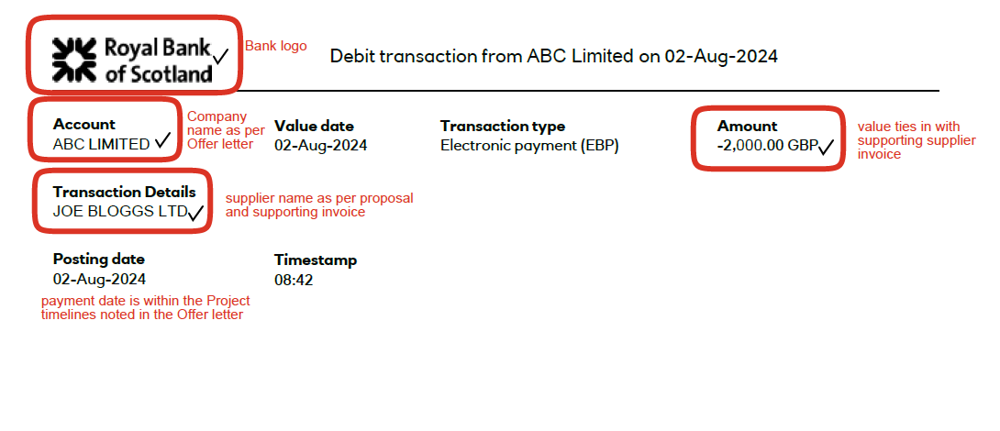 Royal Bank
of Scotland
Bank logo
Debit transaction from ABC Limited on 02-Aug-2024
Account
ABC LIMITED
Company
name as per
Offer letter
Value date
02-Aug-2024
Transaction type
Electronic payment (EBP)
Amount
-2,000.00 GBP
value ties in with
supporting supplier
invoice
Transaction Details
JOE BLOGGS LTD
supplier name as per proposal
and supporting invoice
Posting date
02-Aug-2024
Timestamp
08:42
payment date is within the Project
timelines noted in the Offer letter